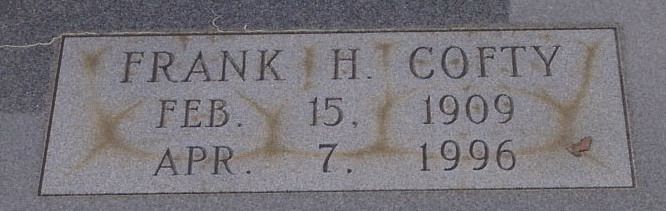 FRANK H. COFTY
FEB. 15, 1909
APR. 7, 1996